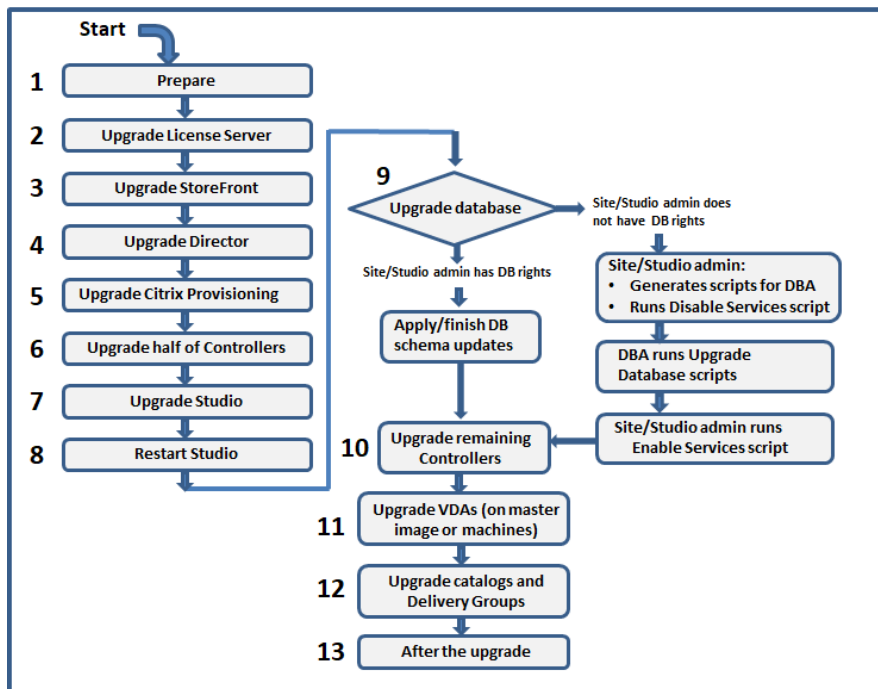 Start
1
Prepare
2
Upgrade License Server
3
Upgrade StoreFront
4
Upgrade Director
5
Upgrade Citrix Provisioning
6
Upgrade half of Controllers
7
Upgrade Studio
8
Restart Studio
9
Upgrade database
Site/Studio admin does
not have DB rights
Site/Studio admin has DB rights
Site/Studio admin:
• Generates scripts for DBA
• Runs Disable Services script
Apply/finish DB
schema updates
DBA runs Upgrade
Database scripts
Site/Studio admin runs
Enable Services script
10
Upgrade remaining
Controllers
11
Upgrade VDAs (on master
image or machines)
12
Upgrade catalogs and
Delivery Groups
13
After the upgrade